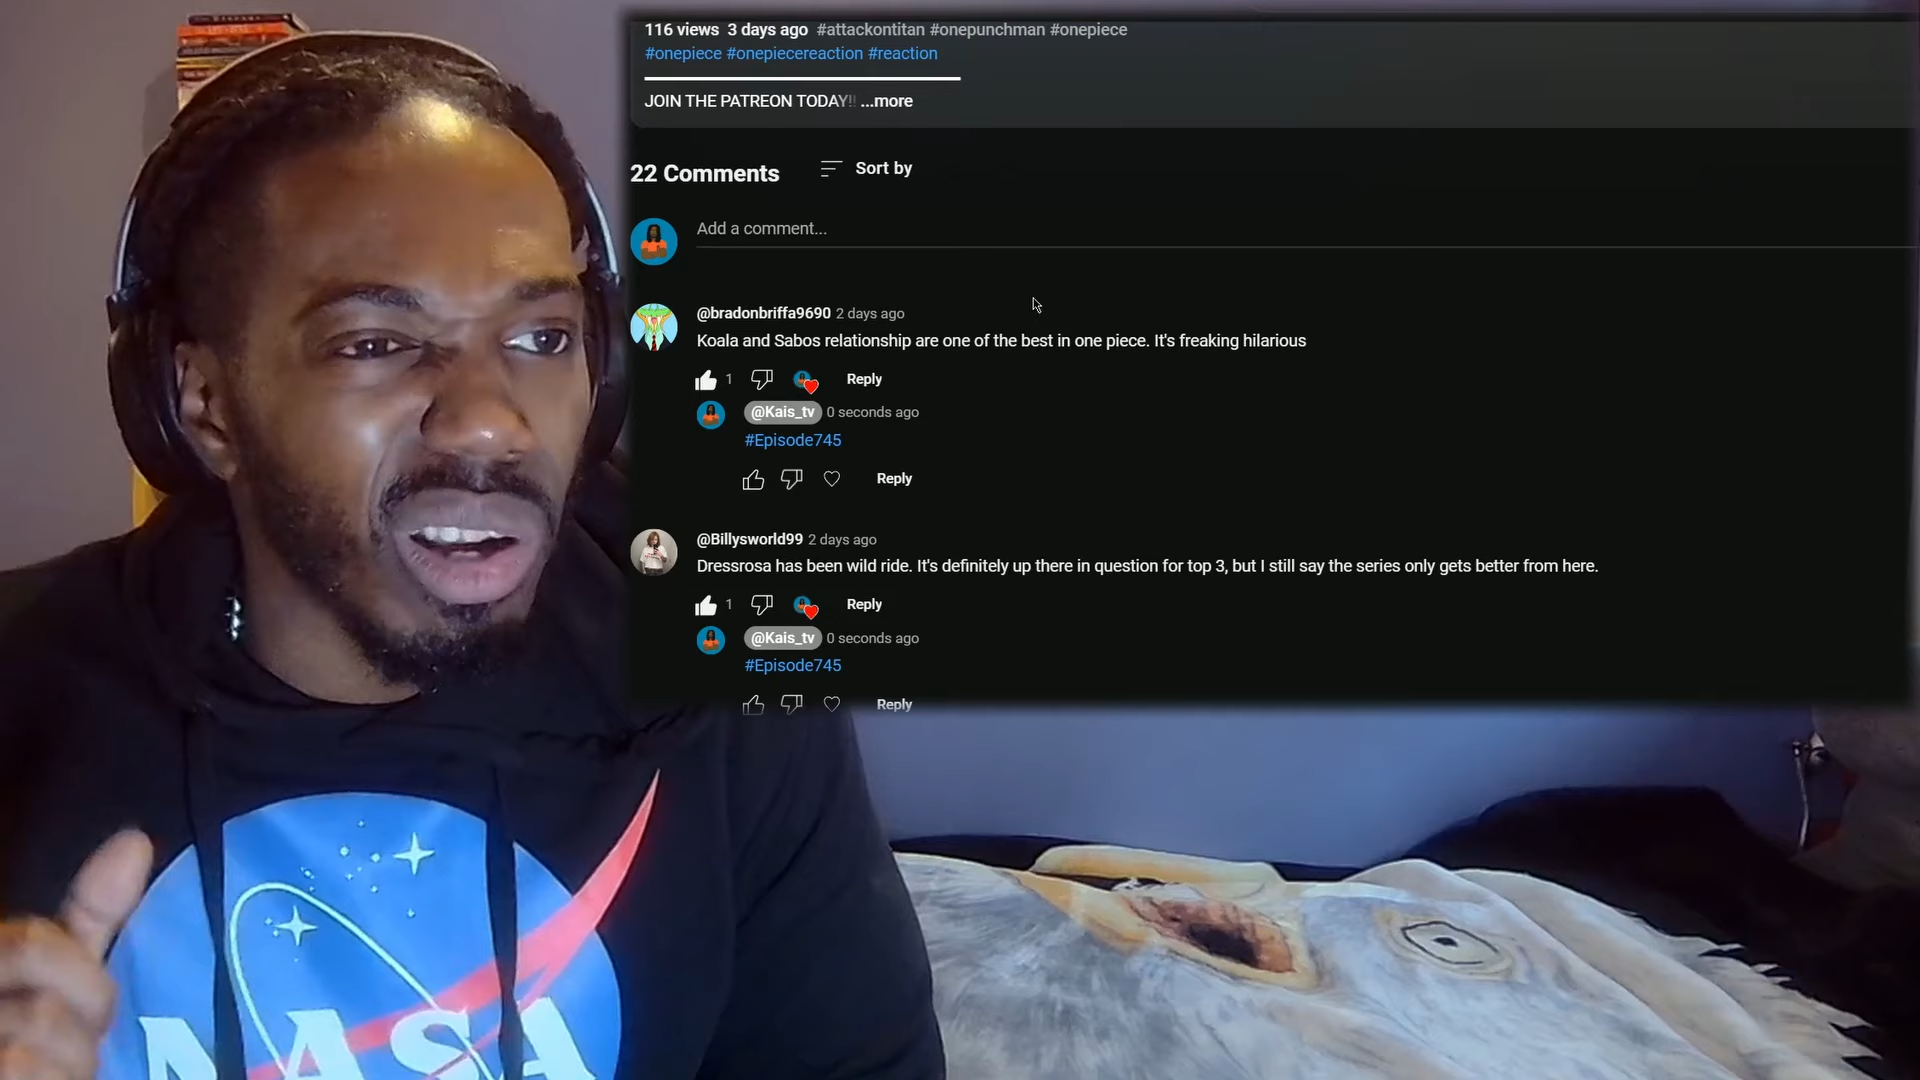 116 views 3 days ago #attackontitan #onepunchman #onepiece
#onepiece #onepiecereaction #reaction
JOIN THE PATREON TODAY!! ...more
22 Comments
Sort by
Add a comment...
@bradonbriffa9690 2 days ago
Koala and Sabos relationship are one of the best in one piece. It's freaking hilarious
1
Reply
@Kais_tv 0 seconds ago
#Episode745
Reply
@Billysworld99 2 days ago
Dressrosa has been wild ride. It's definitely up there in question for top 3, but I still say the series only gets better from here.
1
Reply
@Kais_tv 0 seconds ago
#Episode745
Reply
NASA